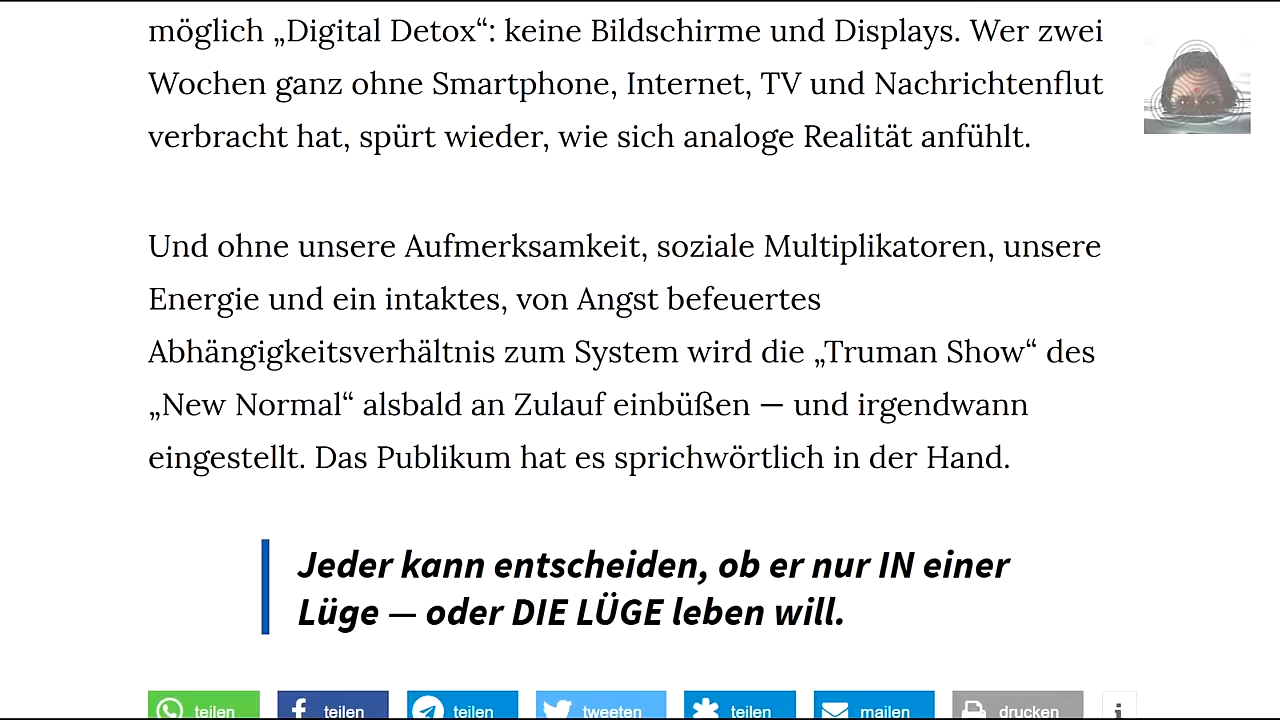 möglich „Digital Detox“: keine Bildschirme und Displays. Wer zwei
Wochen ganz ohne Smartphone, Internet, TV und Nachrichtenflut
verbracht hat, spürt wieder, wie sich analoge Realität anfühlt.
Und ohne unsere Aufmerksamkeit, soziale Multiplikatoren, unsere
Energie und ein intaktes, von Angst befeuertes
Abhängigkeitsverhältnis zum System wird die „Truman Show“ des
„New Normal“ alsbald an Zulauf einbüßen — und irgendwann
eingestellt. Das Publikum hat es sprichwörtlich in der Hand.
Jeder kann entscheiden, ob er nur IN einer
Lüge — oder DIE LÜGE leben will.
teilen teilen teilen tweeten teilen mailen drucken i